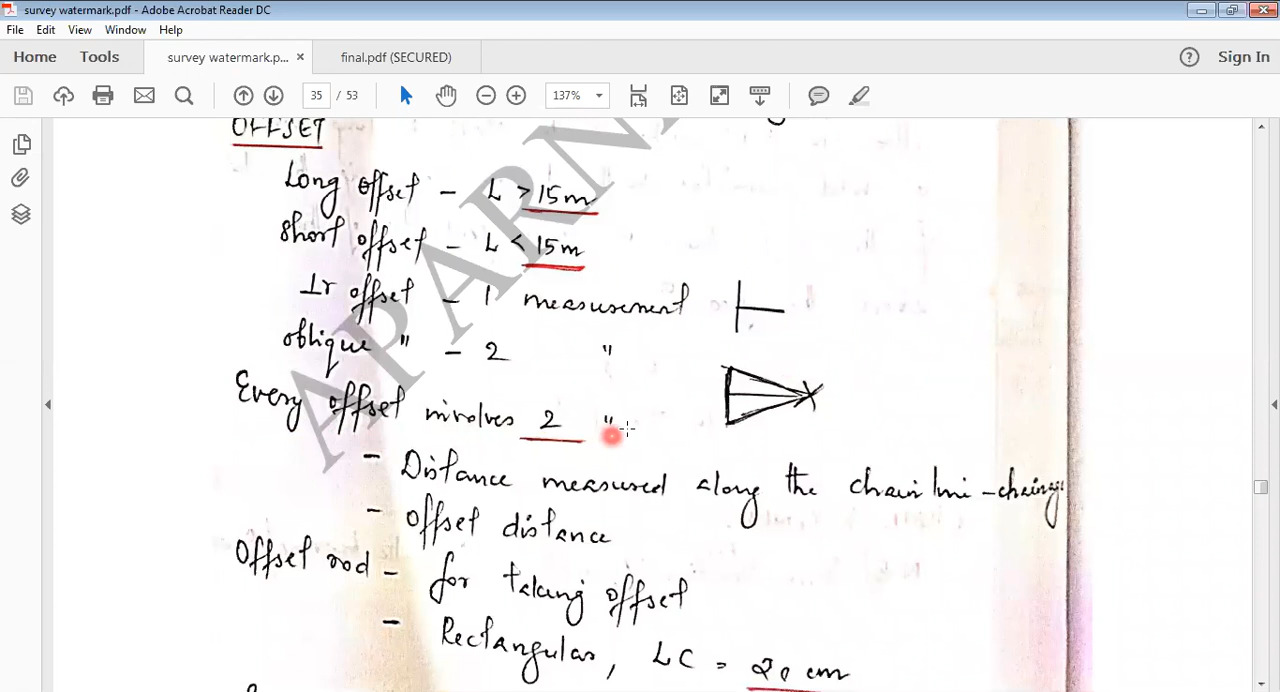 survey watermark.pdf - Adobe Acrobat Reader DC
File Edit View Window Help
Home Tools survey watermark.p... × final.pdf (SECURED) Sign In
35 / 53 137%
OFFSET
Long offset - L > 15m
Short offset - L < 15m
⊥r offset - 1 measurement
oblique " - 2 "
Every offset involves 2 "
- Distance measured along the chain line - chainage
- Offset distance
Offset rod - for taking offset
- Rectangular, LC = 20 cm
APARN